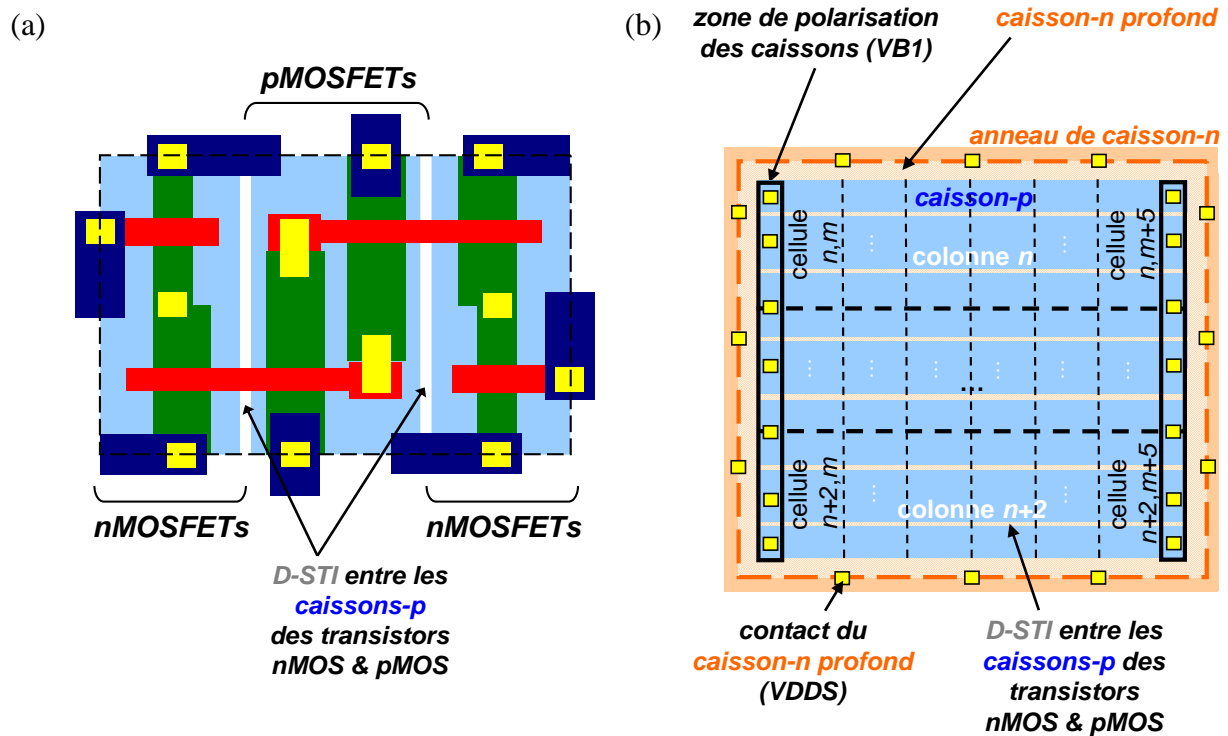 (a)
pMOSFETs
nMOSFETs
nMOSFETs
D-STI entre les
caissons-p
des transistors
nMOS & pMOS
(b)
zone de polarisation
des caissons (VB1)
caisson-n profond
anneau de caisson-n
caisson-p
cellule
n,m
colonne n
cellule
n,m+5
...
cellule
n+2,m
colonne n+2
cellule
n+2,m+5
contact du
caisson-n profond
(VDDS)
D-STI entre les
caissons-p des
transistors
nMOS & pMOS